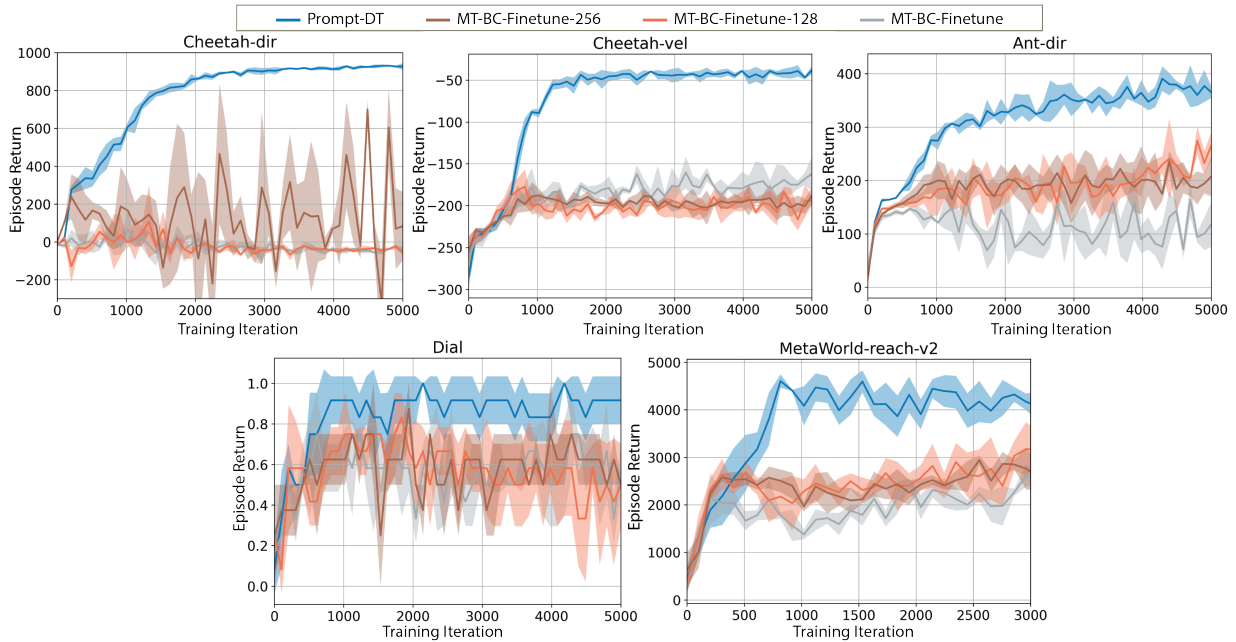 Prompt-DT MT-BC-Finetune-256 MT-BC-Finetune-128 MT-BC-Finetune
Cheetah-dir
1000
800
600
400
200
0
−200
Episode Return
0 1000 2000 3000 4000 5000
Training Iteration
Cheetah-vel
−50
−100
−150
−200
−250
−300
Episode Return
0 1000 2000 3000 4000 5000
Training Iteration
Ant-dir
400
300
200
100
0
Episode Return
0 1000 2000 3000 4000 5000
Training Iteration
Dial
1.0
0.8
0.6
0.4
0.2
0.0
Episode Return
0 1000 2000 3000 4000 5000
Training Iteration
MetaWorld-reach-v2
5000
4000
3000
2000
1000
0
Episode Return
0 500 1000 1500 2000 2500 3000
Training Iteration